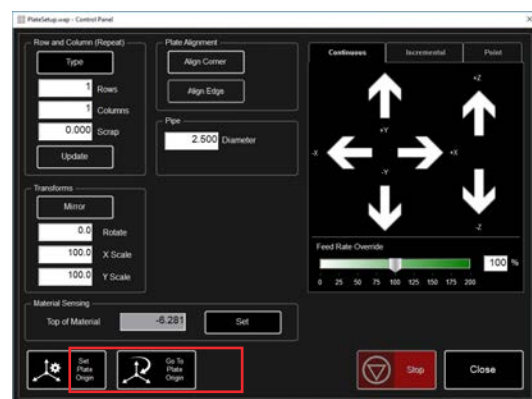 PlateSetup.wap - Control Panel
Row and Column (Repeat)
Type
1 Rows
1 Columns
0.000 Scrap
Update
Transforms
Mirror
0.0 Rotate
100.0 X Scale
100.0 Y Scale
Plate Alignment
Align Corner
Align Edge
Pipe
2.500 Diameter
Continuous Incremental Point
+Y
-X
+X
-Y
+Z
-Z
Feed Rate Override
100 %
0 25 50 75 100 125 150 175 200
Material Sensing
Top of Material -6.281 Set
Set
Plate
Origin
Go To
Plate
Origin
Stop
Close